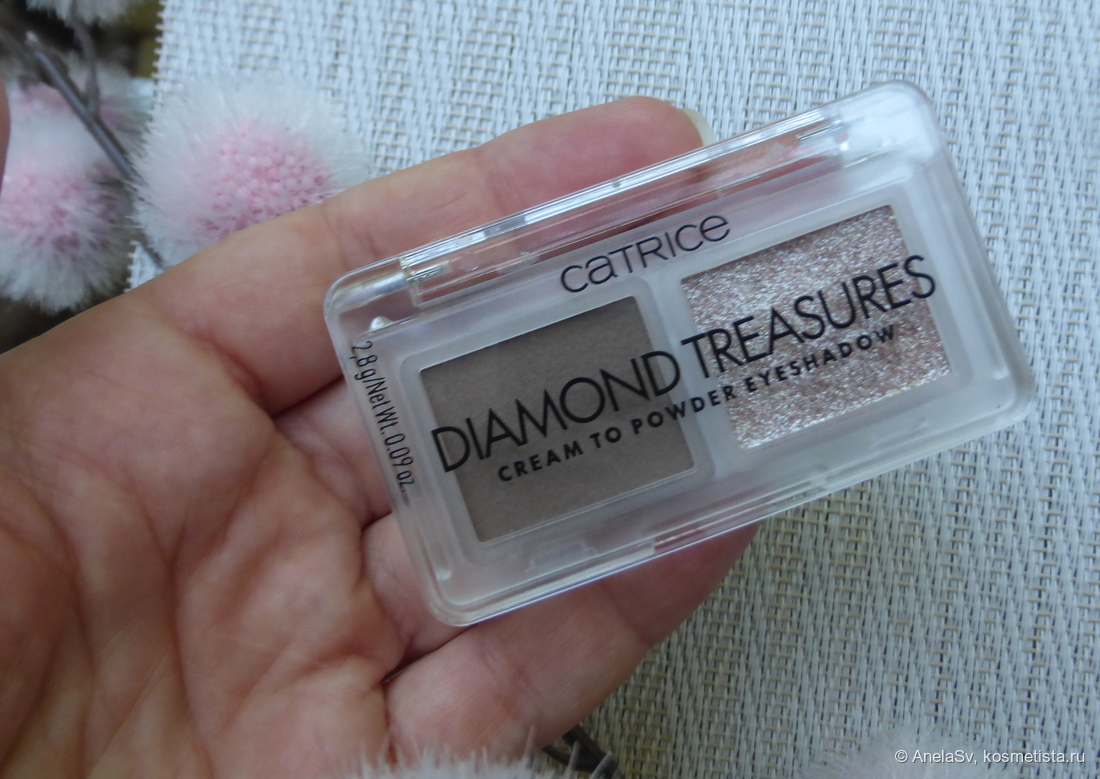 CATRICE
DIAMOND TREASURES
CREAM TO POWDER EYESHADOW
2,8 g/Net Wt. 0.09 oz.
© AnelaSv, kosmetista.ru